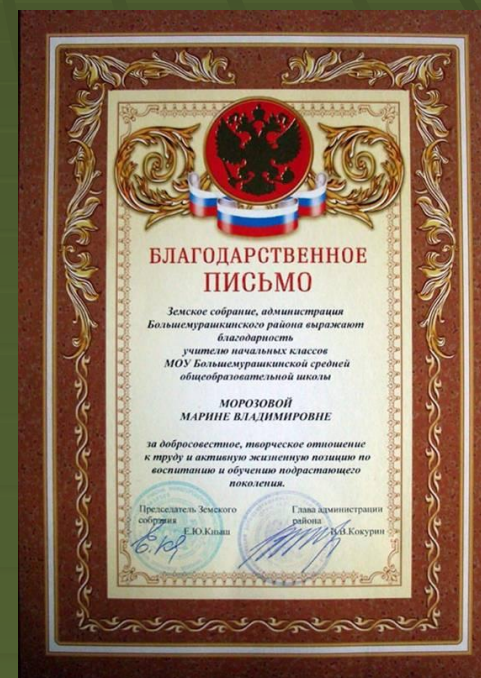 БЛАГОДАРСТВЕННОЕ
ПИСЬМО
Земское собрание, администрация
Большемурашкинского района выражают
благодарность
учителю начальных классов
МОУ Большемурашкинской средней
общеобразовательной школы
МОРОЗОВОЙ
МАРИНЕ ВЛАДИМИРОВНЕ
за добросовестное, творческое отношение
к труду и активную жизненную позицию по
воспитанию и обучению подрастающего
поколения.
Председатель Земского
собрания
Е.Ю.
Глава администрации
района
В.В.Кокурин